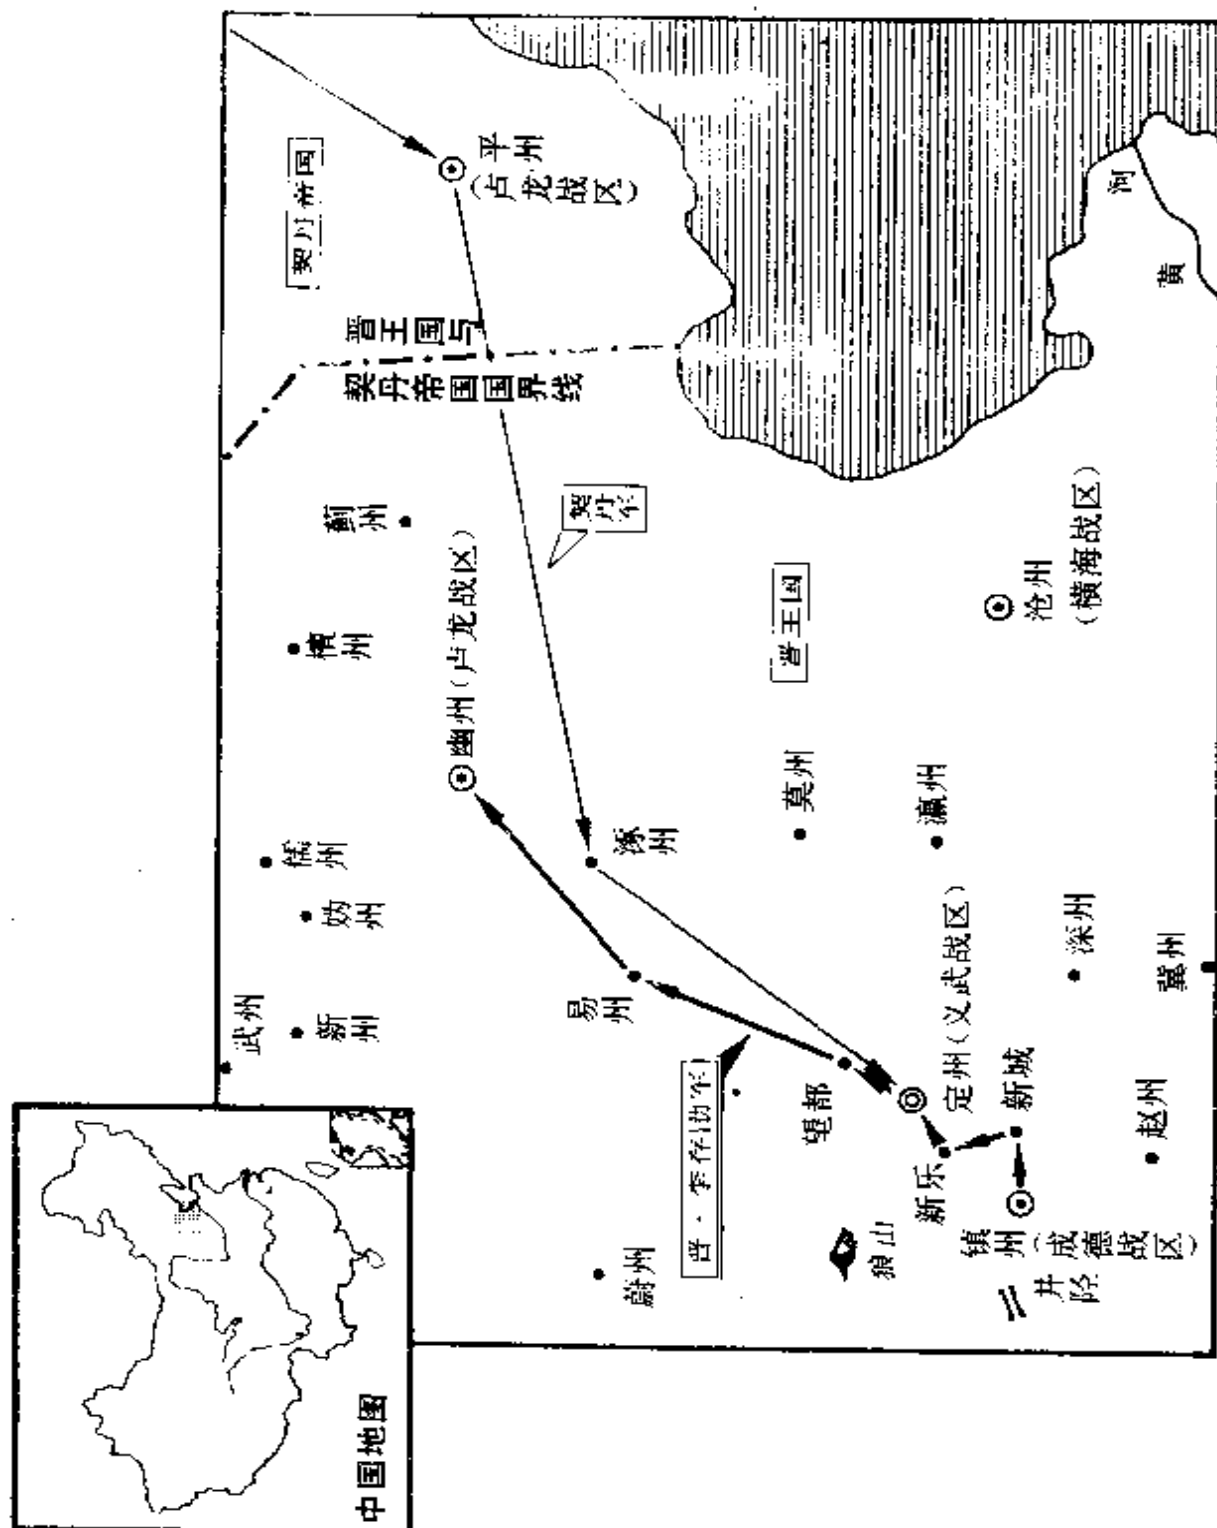 中国地图
武州
新州
妫州
儒州
檀州
蓟州
契丹帝国
晋王国与
契丹帝国国界线
平州
(卢龙战区)
幽州(卢龙战区)
契丹军
涿州
易州
蔚州
晋·李存勖军
晋王国
莫州
瀛州
沧州
(横海战区)
望都
定州(义武战区)
狼山
新乐
新城
镇州(成德战区)
井陉
深州
冀州
赵州
黄河